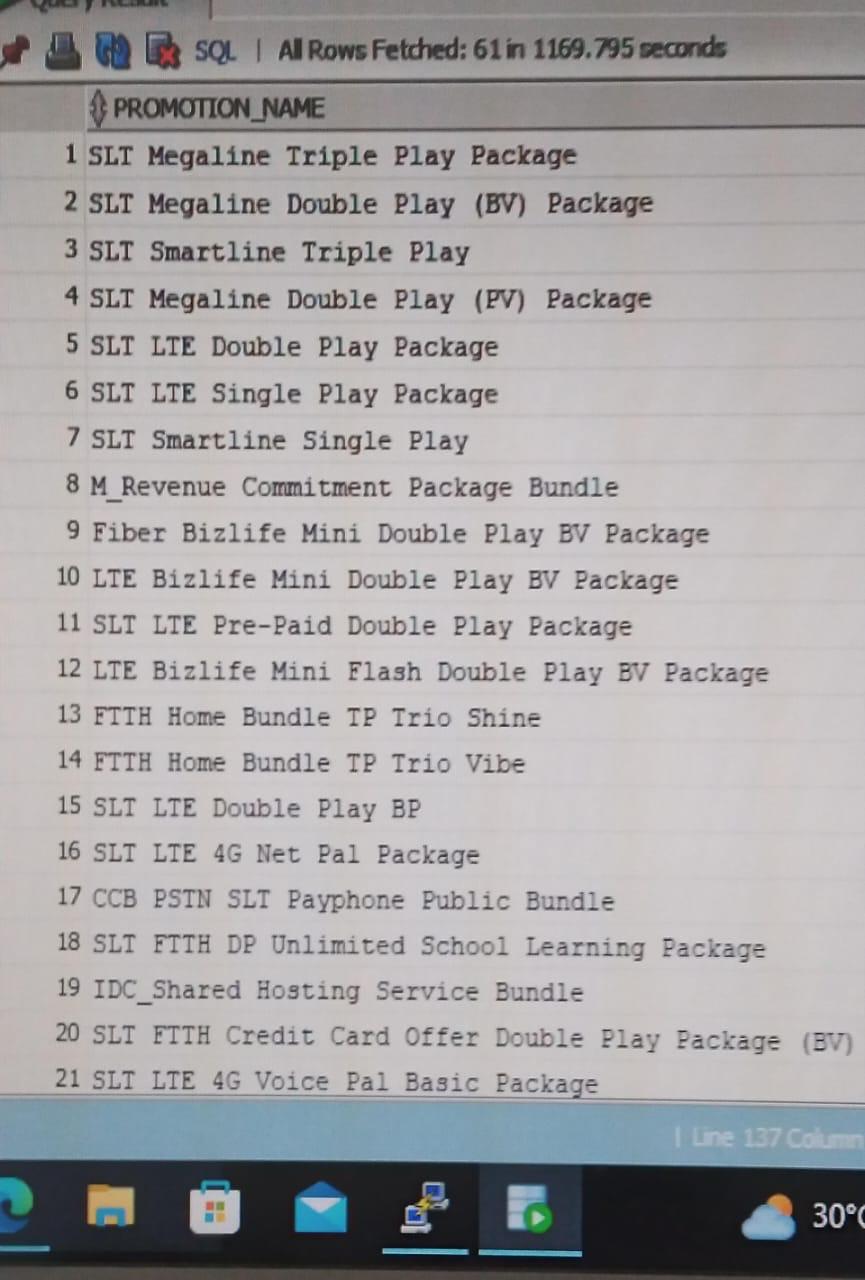 Query Result
SQL | All Rows Fetched: 61 in 1169.795 seconds
PROMOTION_NAME
1 SLT Megaline Triple Play Package
2 SLT Megaline Double Play (BV) Package
3 SLT Smartline Triple Play
4 SLT Megaline Double Play (PV) Package
5 SLT LTE Double Play Package
6 SLT LTE Single Play Package
7 SLT Smartline Single Play
8 M_Revenue Commitment Package Bundle
9 Fiber Bizlife Mini Double Play BV Package
10 LTE Bizlife Mini Double Play BV Package
11 SLT LTE Pre-Paid Double Play Package
12 LTE Bizlife Mini Flash Double Play BV Package
13 FTTH Home Bundle TP Trio Shine
14 FTTH Home Bundle TP Trio Vibe
15 SLT LTE Double Play BP
16 SLT LTE 4G Net Pal Package
17 CCB PSTN SLT Payphone Public Bundle
18 SLT FTTH DP Unlimited School Learning Package
19 IDC_Shared Hosting Service Bundle
20 SLT FTTH Credit Card Offer Double Play Package (BV)
21 SLT LTE 4G Voice Pal Basic Package
| Line 137 Column
30°C